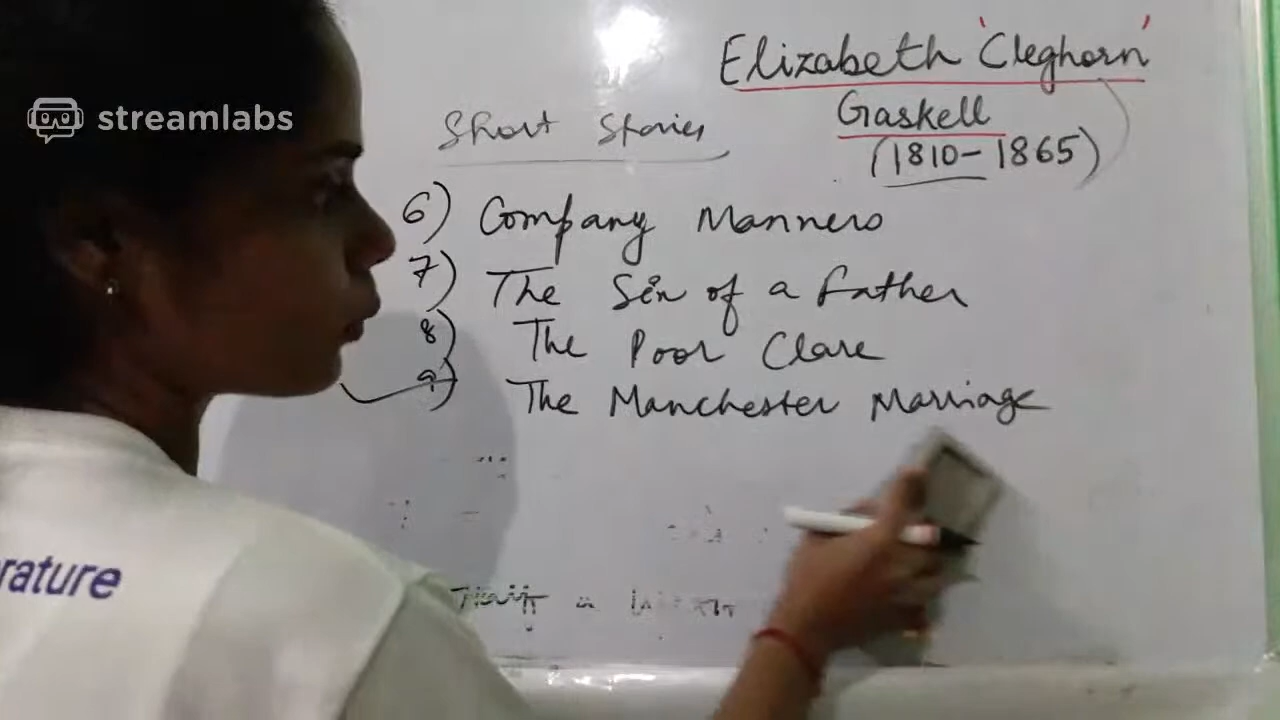 streamlabs
Elizabeth 'Cleghorn'
Gaskell
(1810-1865)
Short Stories
6) Company Manners
7) The Sin of a Father
8) The Poor Clare
9) The Manchester Marriage
rature